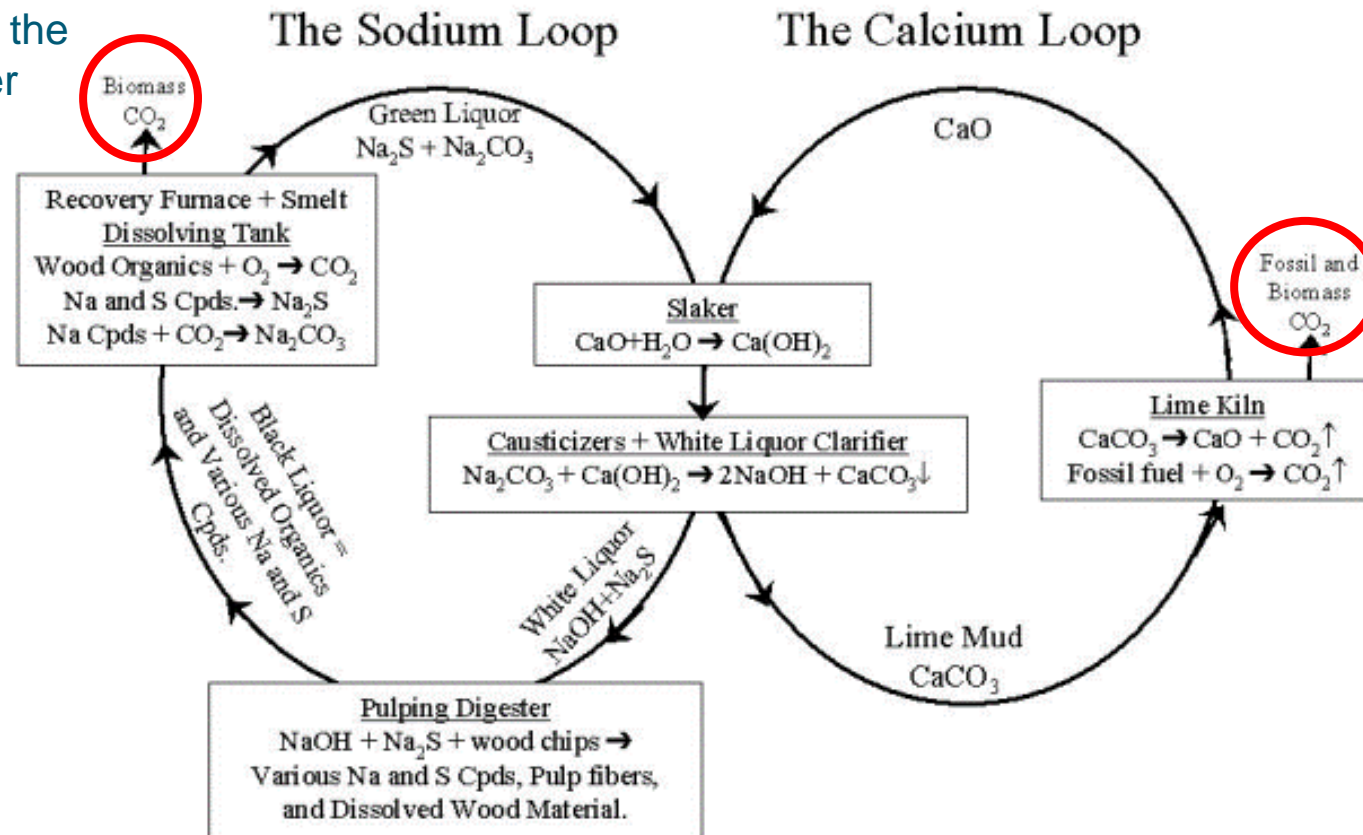 the
er
The Sodium Loop
The Calcium Loop
Biomass
CO₂
Green Liquor
Na₂S + Na₂CO₃
CaO
Recovery Furnace + Smelt
Dissolving Tank
Wood Organics + O₂ → CO₂
Na and S Cpds. → Na₂S
Na Cpds + CO₂ → Na₂CO₃
Slaker
CaO+H₂O → Ca(OH)₂
Fossil and
Biomass
CO₂
Lime Kiln
CaCO₃ → CaO + CO₂↑
Fossil fuel + O₂ → CO₂↑
Causticizers + White Liquor Clarifier
Na₂CO₃ + Ca(OH)₂ → 2NaOH + CaCO₃↓
Black Liquor =
Dissolved Organics
and Various Na and S
Cpds.
White Liquor
NaOH+Na₂S
Lime Mud
CaCO₃
Pulping Digester
NaOH + Na₂S + wood chips →
Various Na and S Cpds, Pulp fibers,
and Dissolved Wood Material.